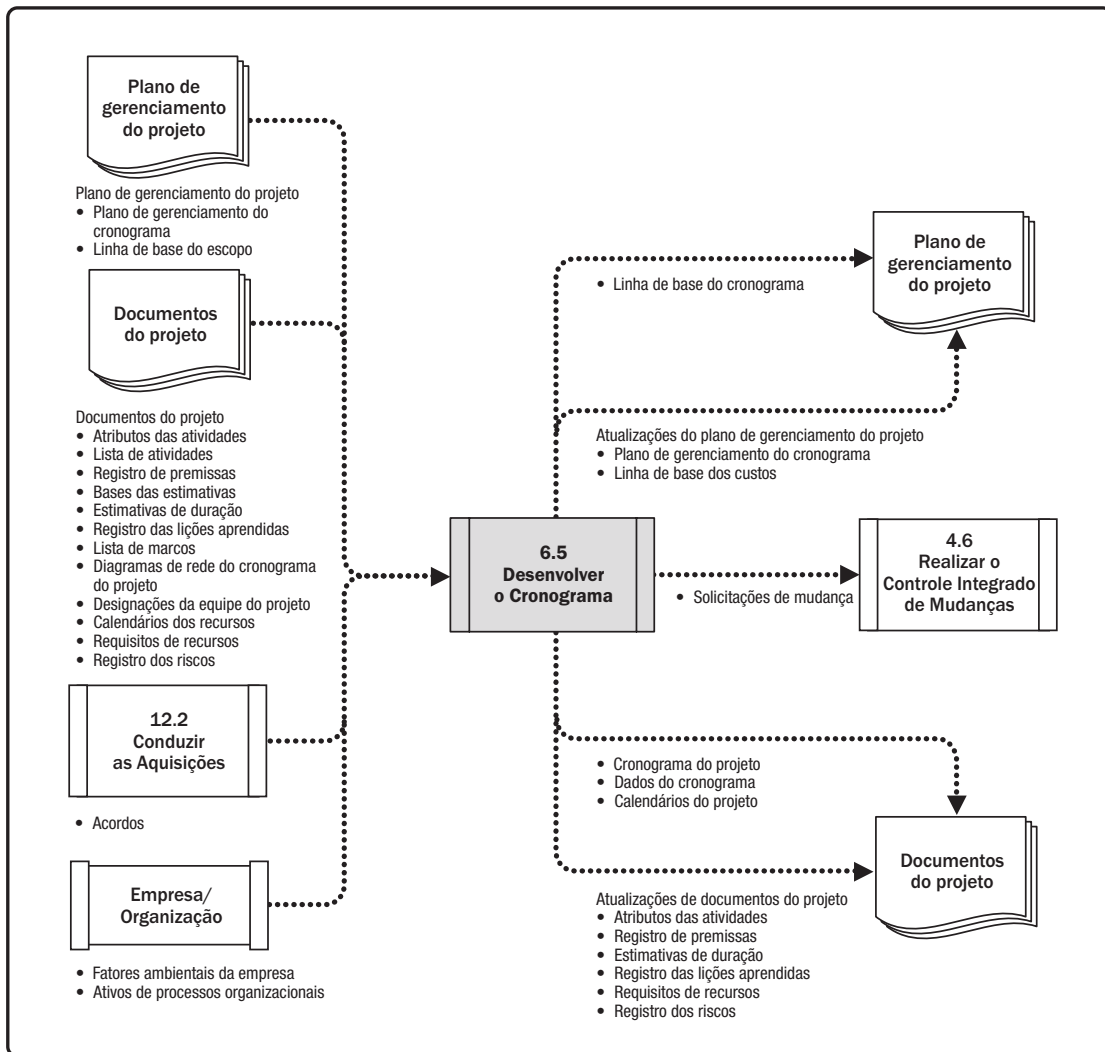 Plano de
gerenciamento
do projeto
Plano de gerenciamento do projeto
• Plano de gerenciamento do
cronograma
• Linha de base do escopo
Documentos
do projeto
Documentos do projeto
• Atributos das atividades
• Lista de atividades
• Registro de premissas
• Bases das estimativas
• Estimativas de duração
• Registro das lições aprendidas
• Lista de marcos
• Diagramas de rede do cronograma
do projeto
• Designações da equipe do projeto
• Calendários dos recursos
• Requisitos de recursos
• Registro dos riscos
12.2
Conduzir
as Aquisições
• Acordos
Empresa/
Organização
• Fatores ambientais da empresa
• Ativos de processos organizacionais
6.5
Desenvolver
o Cronograma
• Linha de base do cronograma
Plano de
gerenciamento
do projeto
Atualizações do plano de gerenciamento do projeto
• Plano de gerenciamento do cronograma
• Linha de base dos custos
• Solicitações de mudança
4.6
Realizar o
Controle Integrado
de Mudanças
• Cronograma do projeto
• Dados do cronograma
• Calendários do projeto
Documentos
do projeto
Atualizações de documentos do projeto
• Atributos das atividades
• Registro de premissas
• Estimativas de duração
• Registro das lições aprendidas
• Requisitos de recursos
• Registro dos riscos